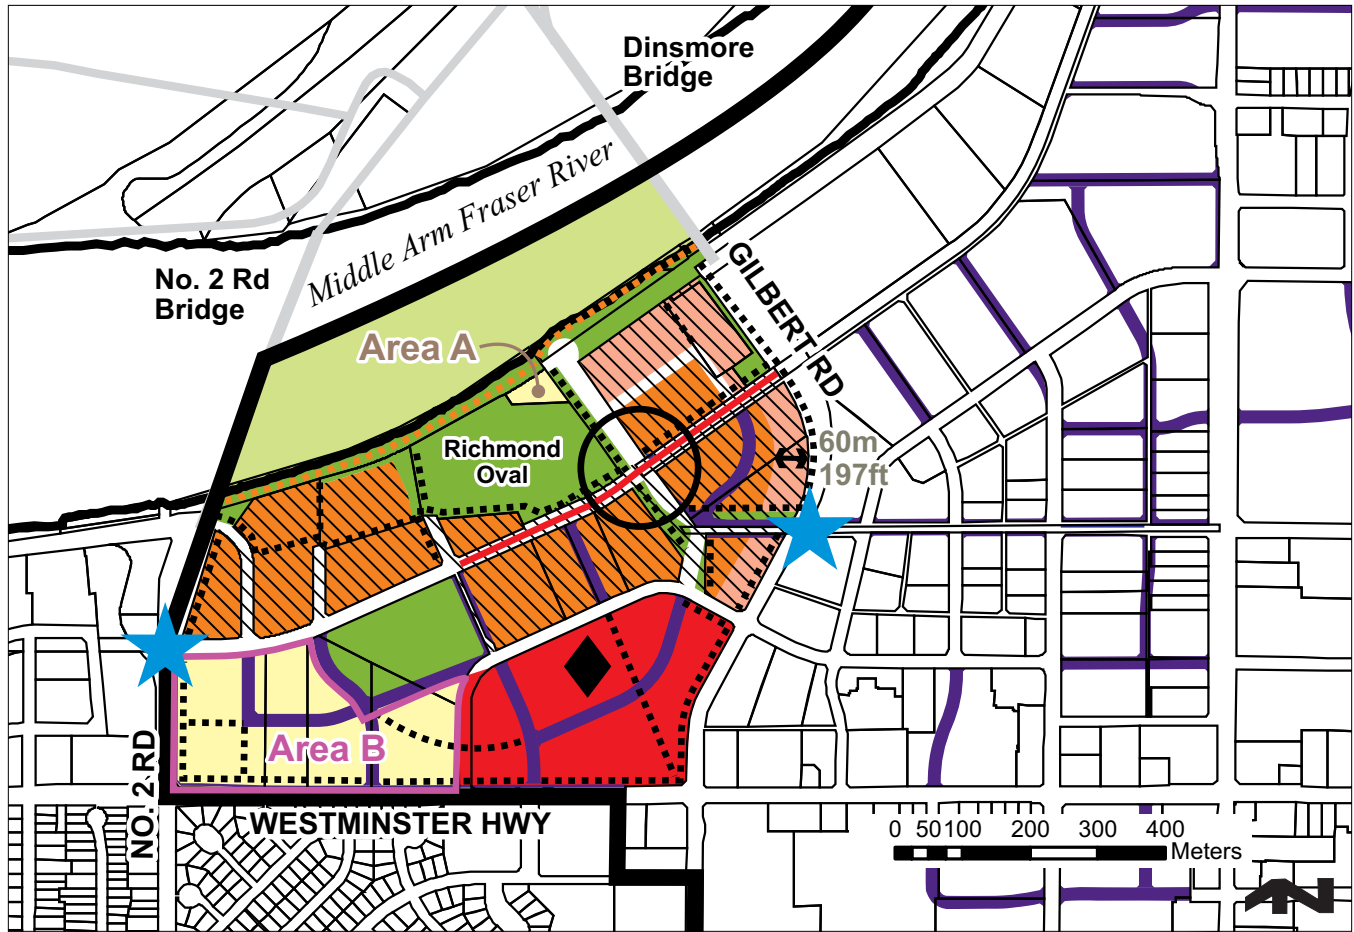 Dinsmore
Bridge
Middle Arm Fraser River
No. 2 Rd
Bridge
GILBERT RD
Area A
Richmond
Oval
60m
197ft
Area B
NO. 2 RD
WESTMINSTER HWY
0 50 100 200 300 400
Meters
N